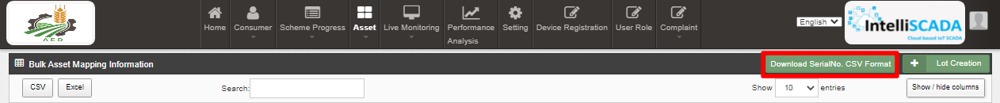 AED
Home
Consumer
Scheme Progress
Asset
Live Monitoring
Performance
Analysis
Setting
Device Registration
User Role
Complaint
English
IntelliSCADA
Cloud based IoT SCADA
Bulk Asset Mapping Information
Download SerialNo. CSV Format
+ Lot Creation
CSV
Excel
Search:
Show 10 entries
Show / hide columns